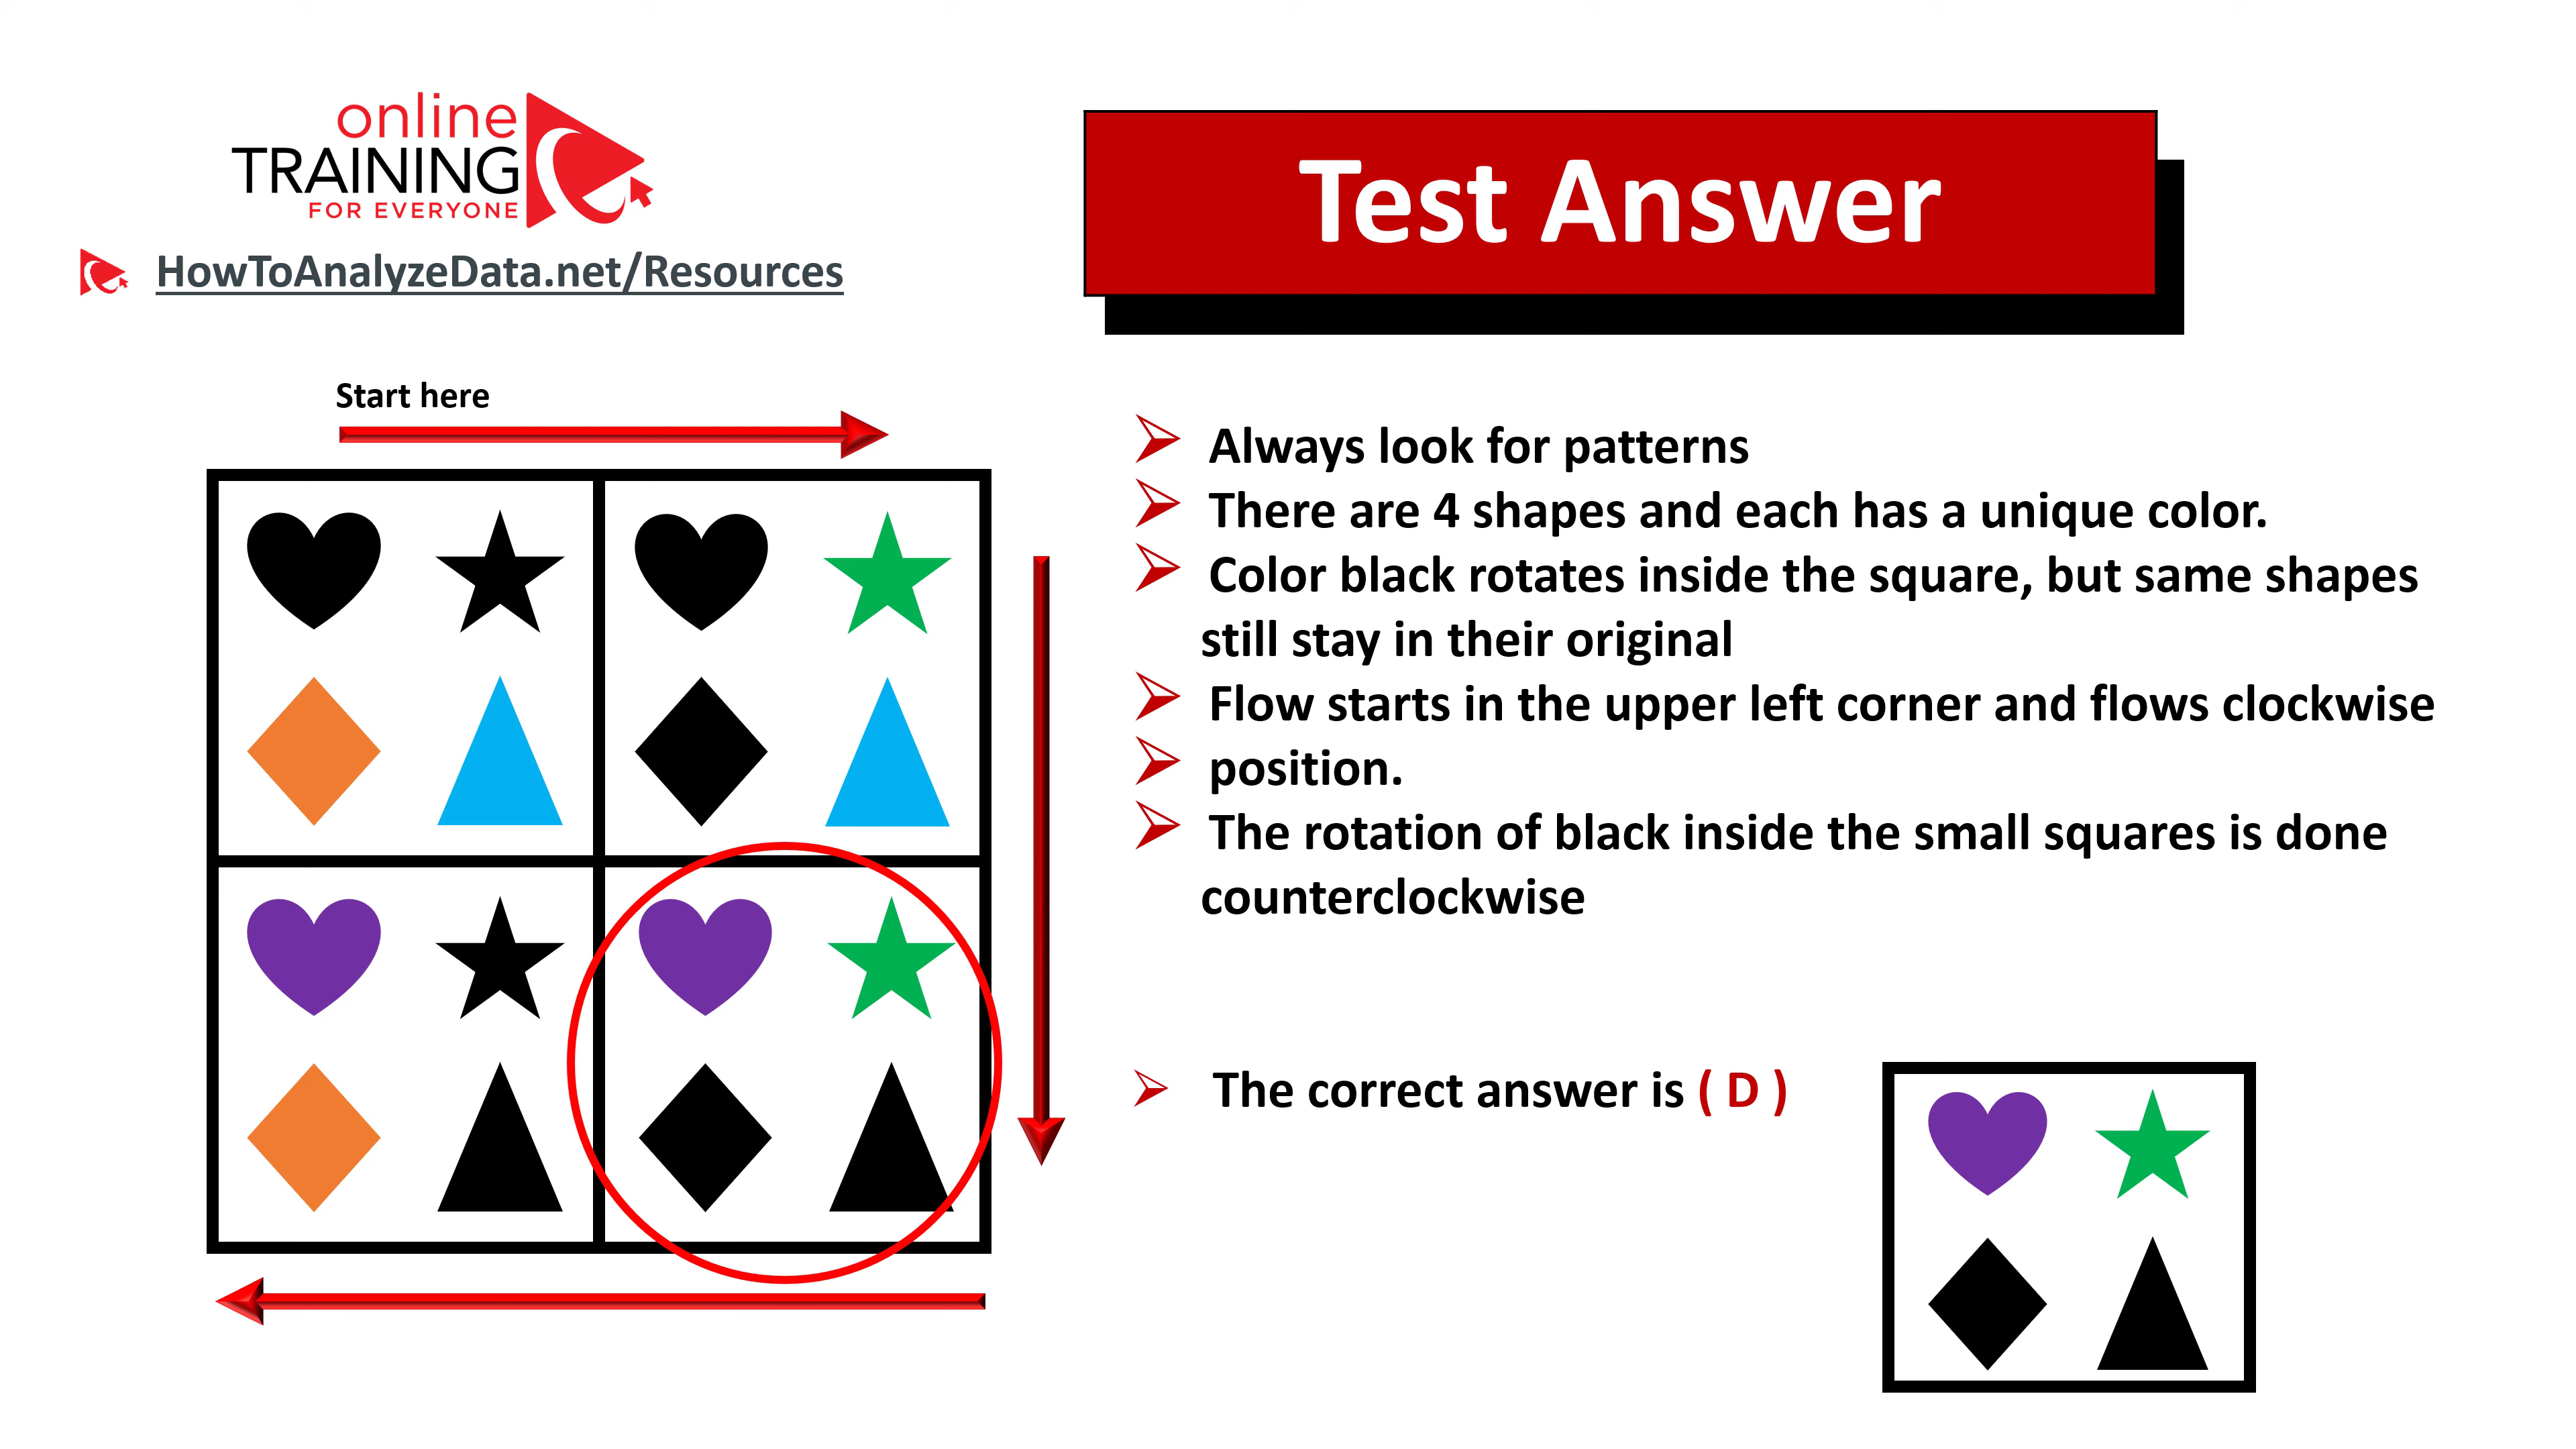 online
TRAINING
FOR EVERYONE
HowToAnalyzeData.net/Resources
Test Answer
Start here
Always look for patterns
There are 4 shapes and each has a unique color.
Color black rotates inside the square, but same shapes
still stay in their original
Flow starts in the upper left corner and flows clockwise
position.
The rotation of black inside the small squares is done
counterclockwise
The correct answer is ( D )